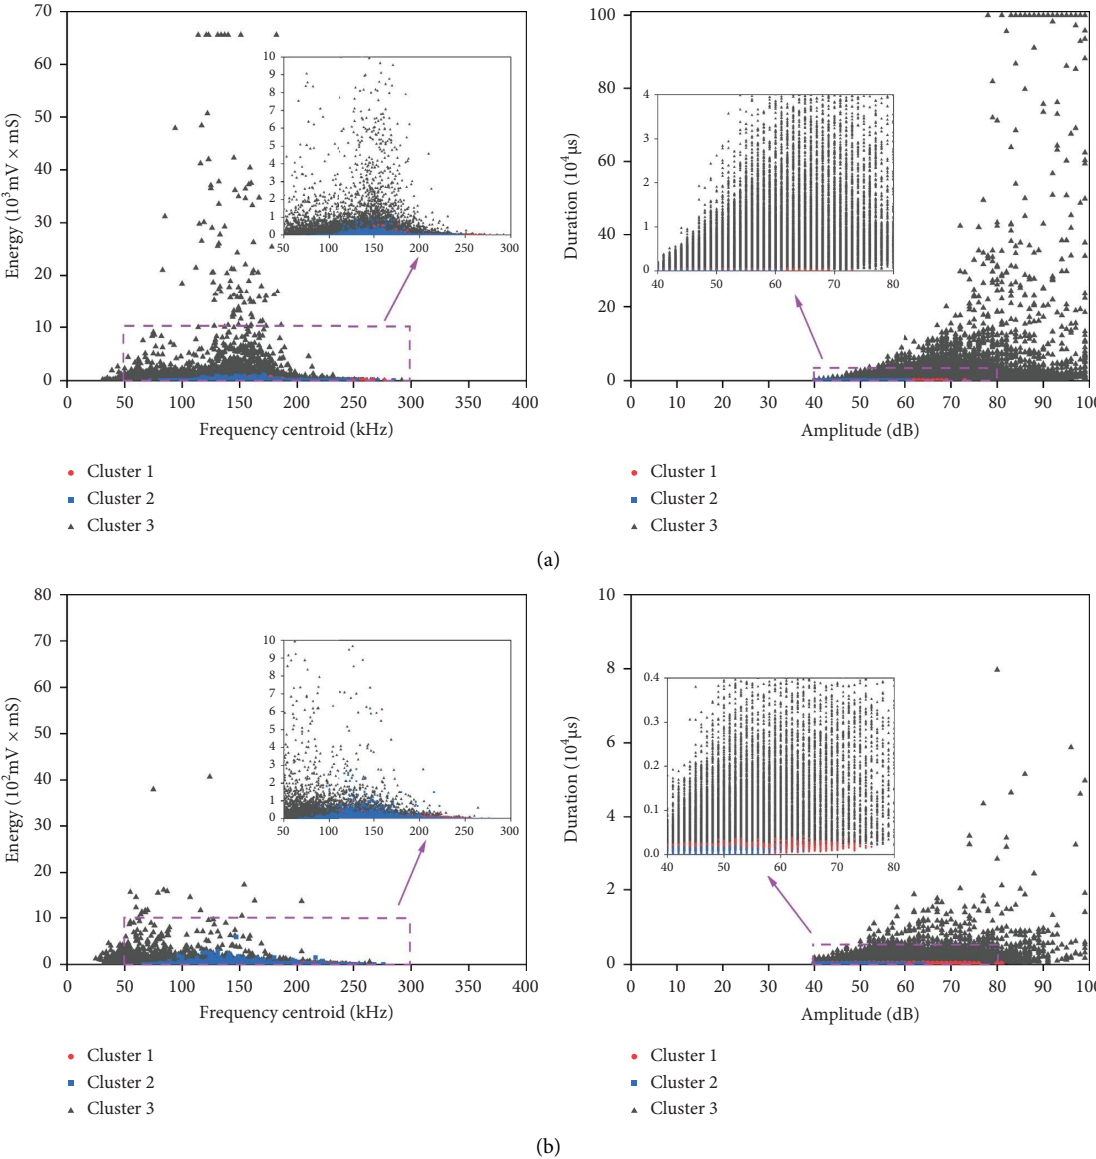 70
60
50
40
30
20
10
0
Energy (10³ mV × mS)
0 50 100 150 200 250 300 350 400
Frequency centroid (kHz)
10
9
8
7
6
5
4
3
2
1
0
50 100 150 200 250 300
Cluster 1
Cluster 2
Cluster 3
100
80
60
40
20
0
Duration (10⁴μs)
0 10 20 30 40 50 60 70 80 90 100
Amplitude (dB)
4
3
2
1
0
40 50 60 70 80
Cluster 1
Cluster 2
Cluster 3
(a)
80
70
60
50
40
30
20
10
0
Energy (10² mV × mS)
0 50 100 150 200 250 300 350 400
Frequency centroid (kHz)
10
9
8
7
6
5
4
3
2
1
0
50 100 150 200 250 300
Cluster 1
Cluster 2
Cluster 3
10
8
6
4
2
0
Duration (10⁴μs)
0 10 20 30 40 50 60 70 80 90 100
Amplitude (dB)
0.4
0.3
0.2
0.1
0.0
40 50 60 70 80
Cluster 1
Cluster 2
Cluster 3
(b)